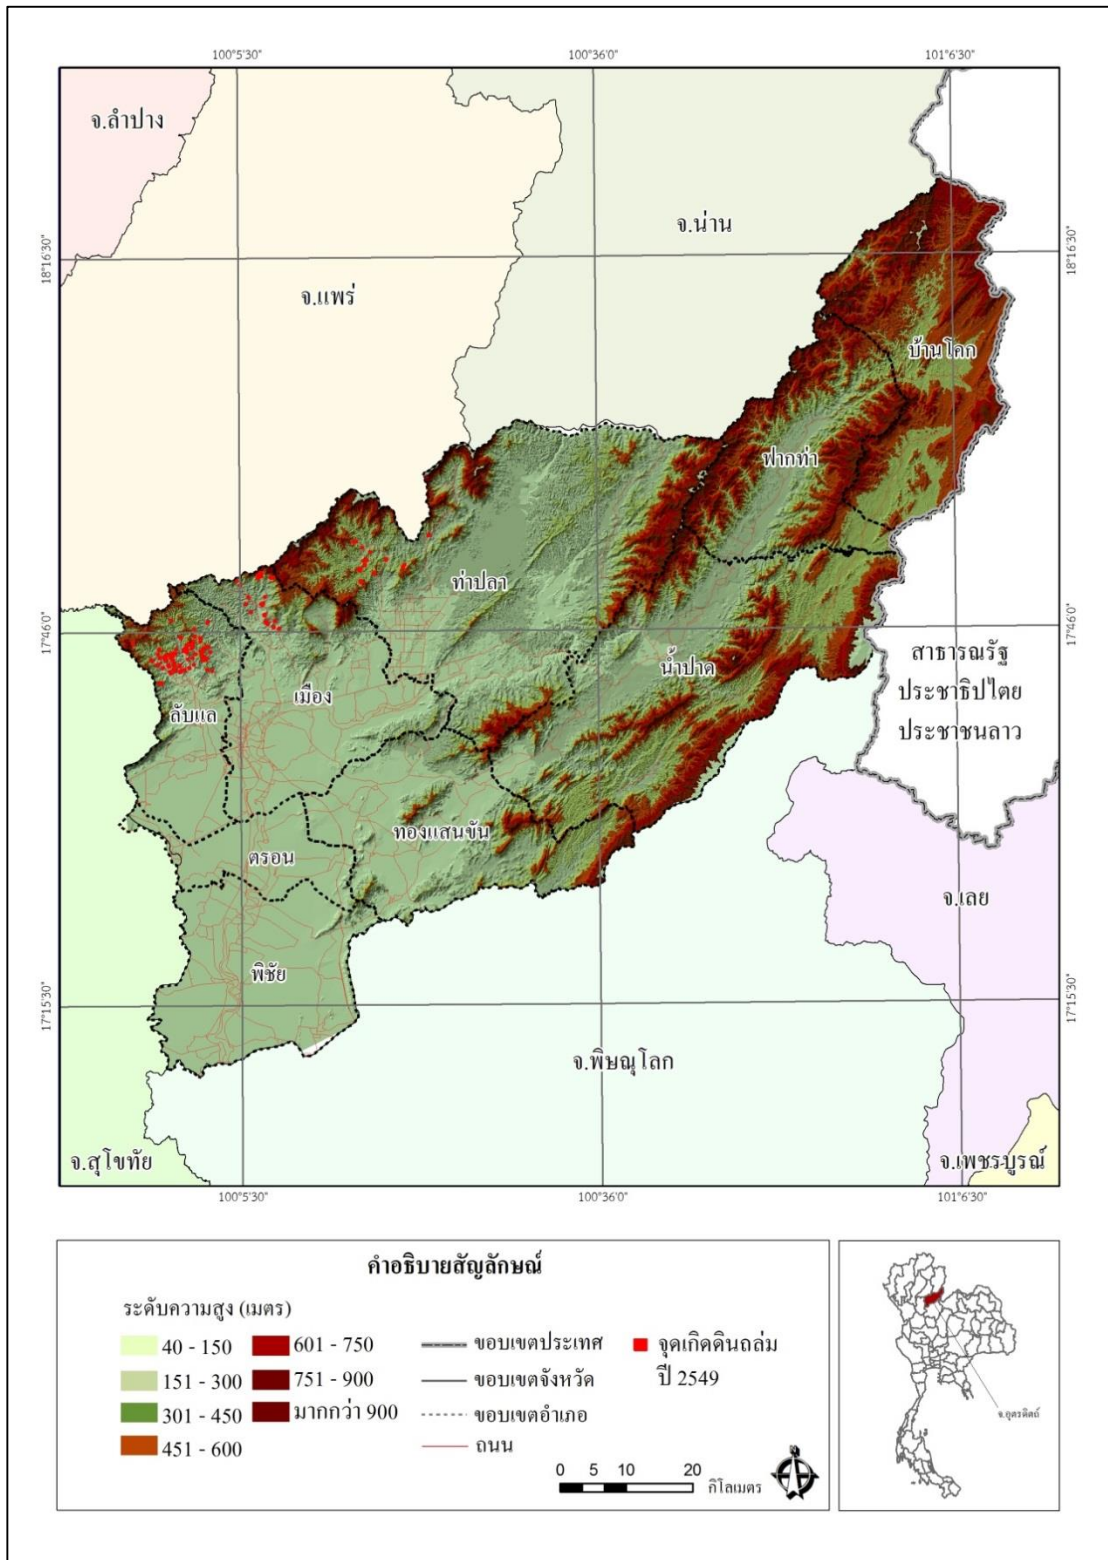 100°5'30"
100°36'0"
101°6'30"
จ.ลำปาง
จ.น่าน
18°16'30"
18°16'30"
จ.แพร่
บ้านโคก
ฟากท่า
ท่าปลา
17°46'0"
17°46'0"
น้ำปาด
สาธารณรัฐ
ประชาธิปไตย
ประชาชนลาว
เมือง
ลับแล
ทองแสนขัน
ตรอน
จ.เลย
พิชัย
17°15'30"
17°15'30"
จ.พิษณุโลก
จ.สุโขทัย
จ.เพชรบูรณ์
100°5'30"
100°36'0"
101°6'30"
คำอธิบายสัญลักษณ์
ระดับความสูง (เมตร)
40 - 150
151 - 300
301 - 450
451 - 600
601 - 750
751 - 900
มากกว่า 900
ขอบเขตประเทศ
ขอบเขตจังหวัด
ขอบเขตอำเภอ
ถนน
จุดเกิดดินถล่ม
ปี 2549
0 5 10 20
กิโลเมตร
N
จ.อุตรดิตถ์